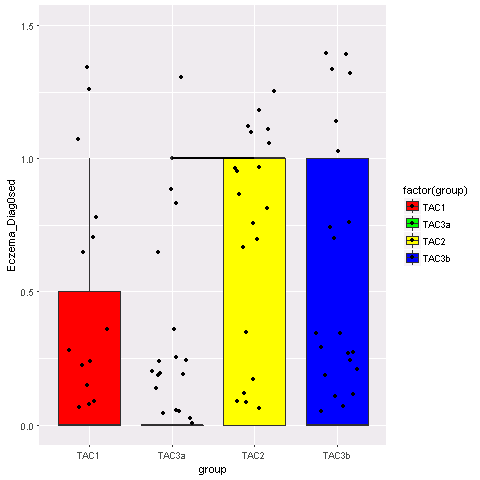 1.5
1.0
0.5
0.0
Eczema_Diag0sed
TAC1 TAC3a TAC2 TAC3b
group
factor(group)
TAC1
TAC3a
TAC2
TAC3b